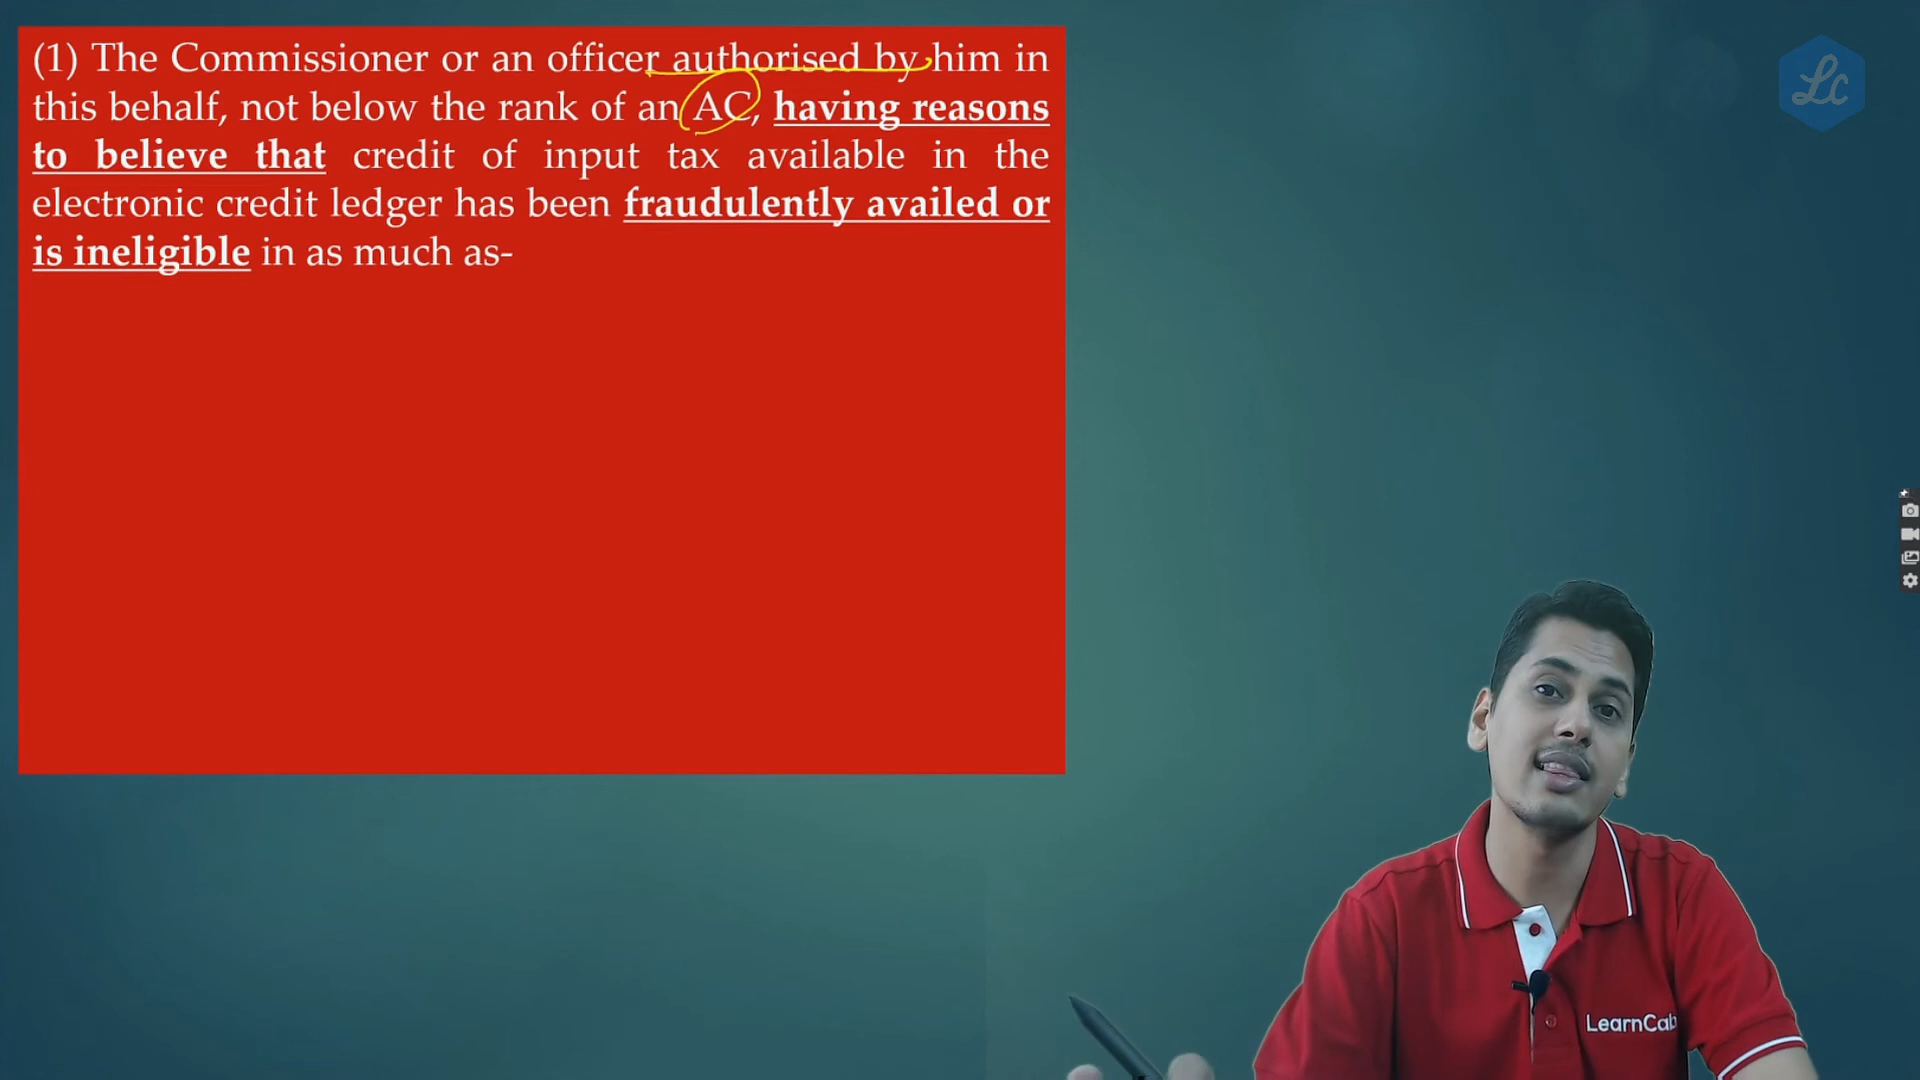 (1) The Commissioner or an officer authorised by him in
this behalf, not below the rank of an AC, having reasons
to believe that credit of input tax available in the
electronic credit ledger has been fraudulently availed or
is ineligible in as much as-
Lc
LearnCab